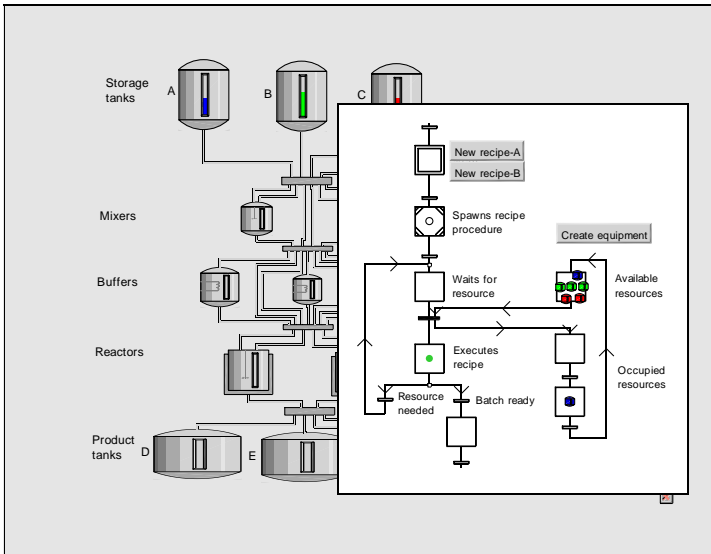 Storage
tanks
A
B
C
New recipe-A
New recipe-B
Mixers
Spawns recipe
procedure
Create equipment
Buffers
Waits for
resource
Available
resources
Reactors
Executes
recipe
Occupied
resources
Resource
needed
Batch ready
Product
tanks
D
E